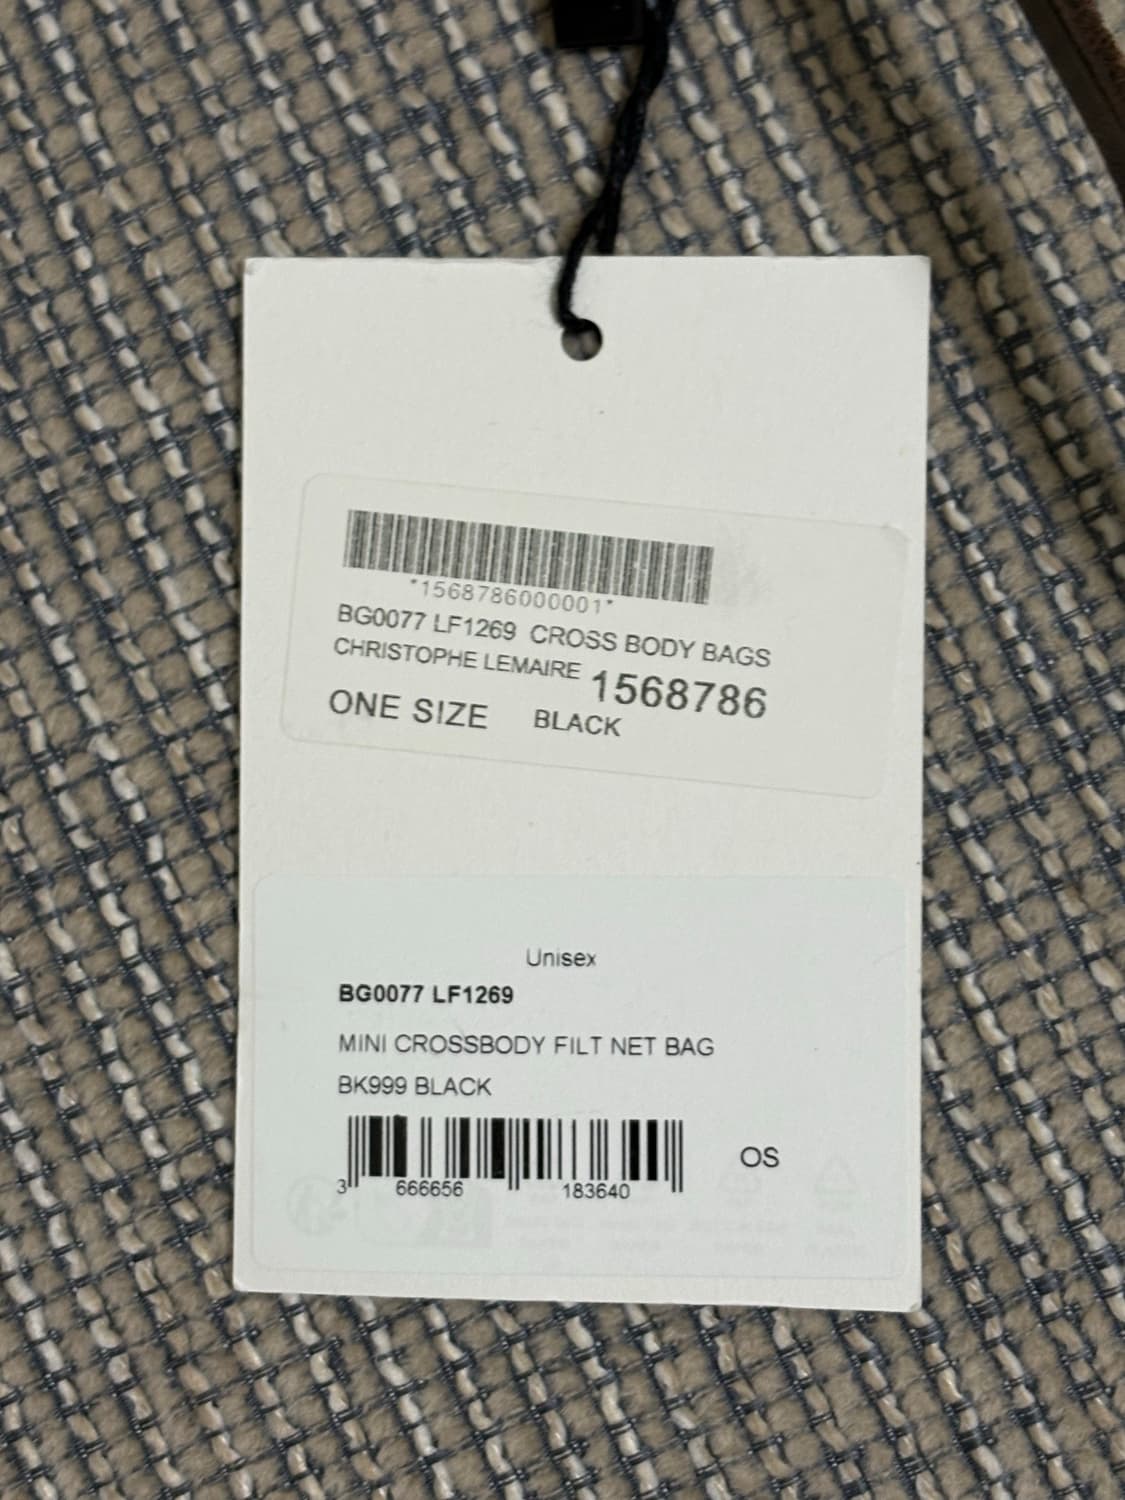 *1568786000001*
BG0077 LF1269 CROSS BODY BAGS
CHRISTOPHE LEMAIRE 1568786
ONE SIZE BLACK
Unisex
BG0077 LF1269
MINI CROSSBODY FILT NET BAG
BK999 BLACK
OS
3 666656 183640